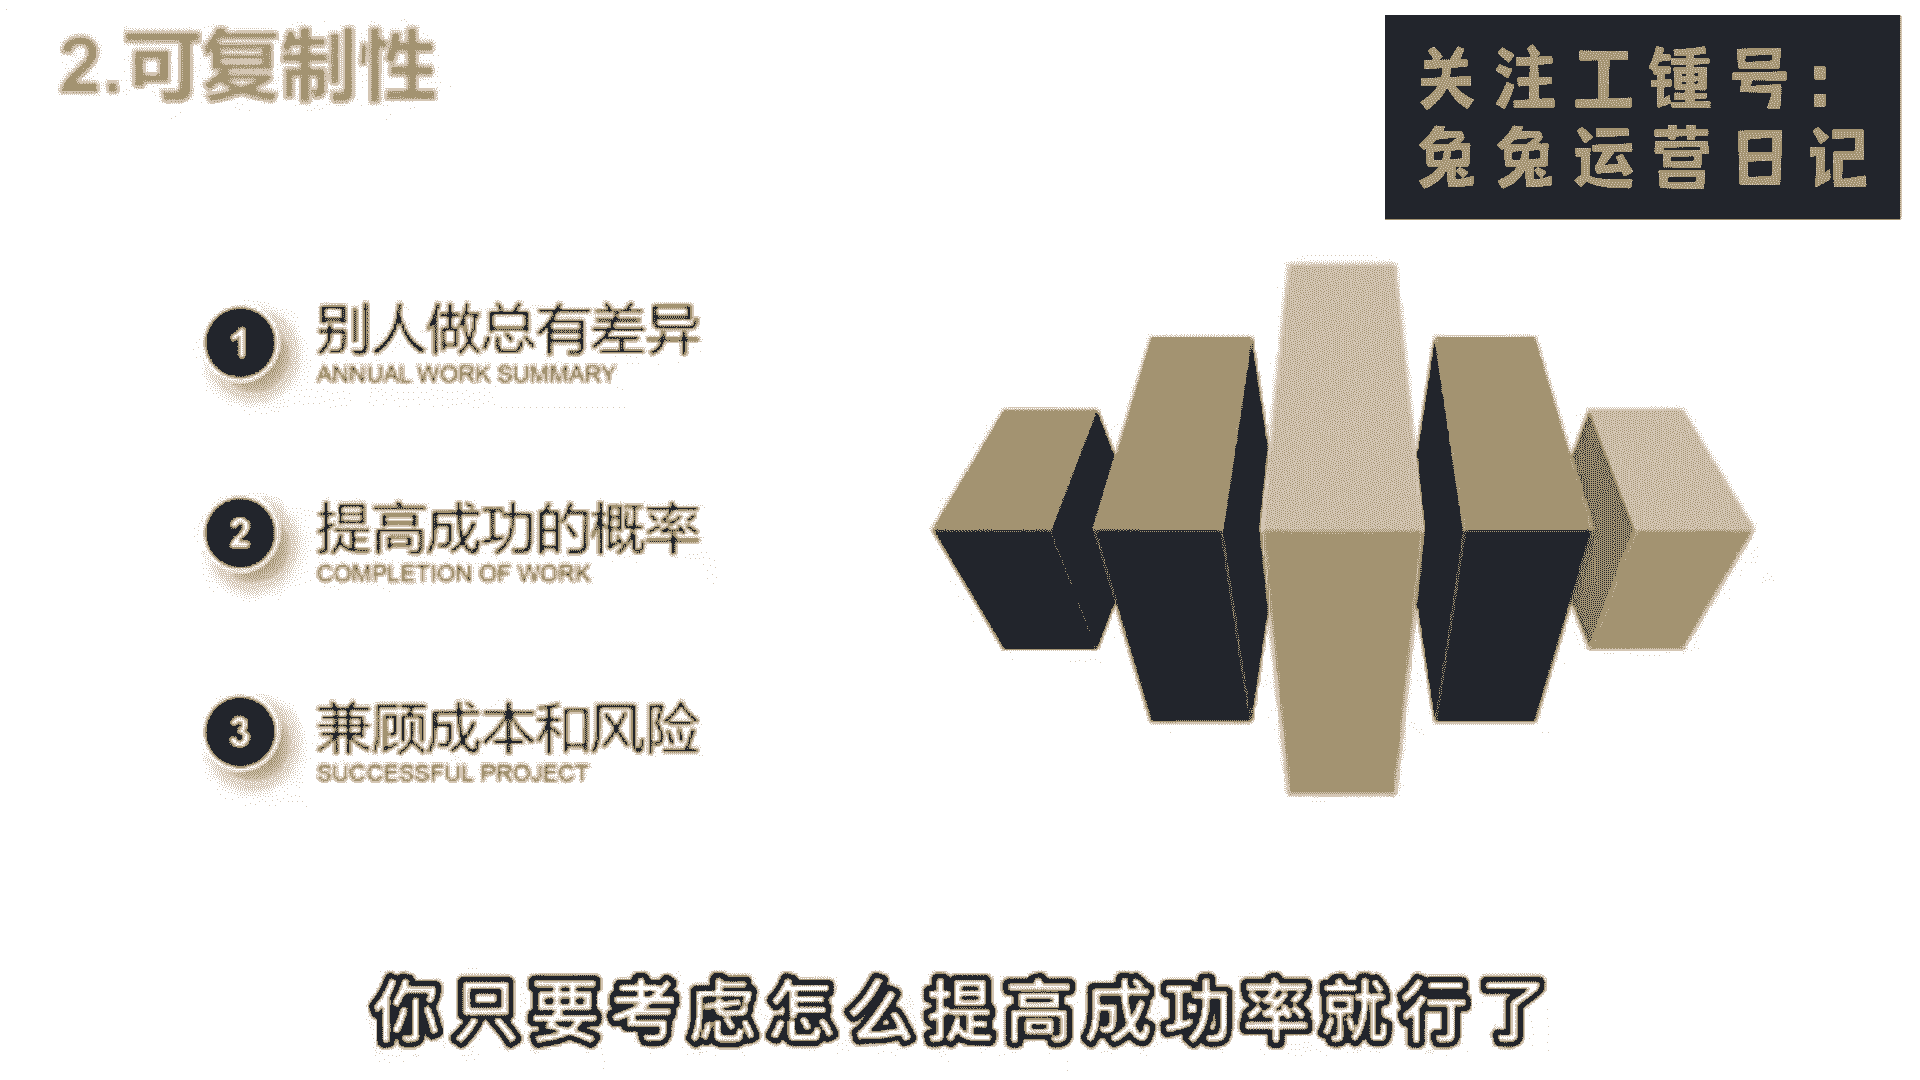 2.可复制性
关注工锺号：
兔兔运营日记
1
别人做总有差异
ANNUAL WORK SUMMARY
2
提高成功的概率
COMPLETION OF WORK
3
兼顾成本和风险
SUCCESSFUL PROJECT
你只要考虑怎么提高成功率就行了